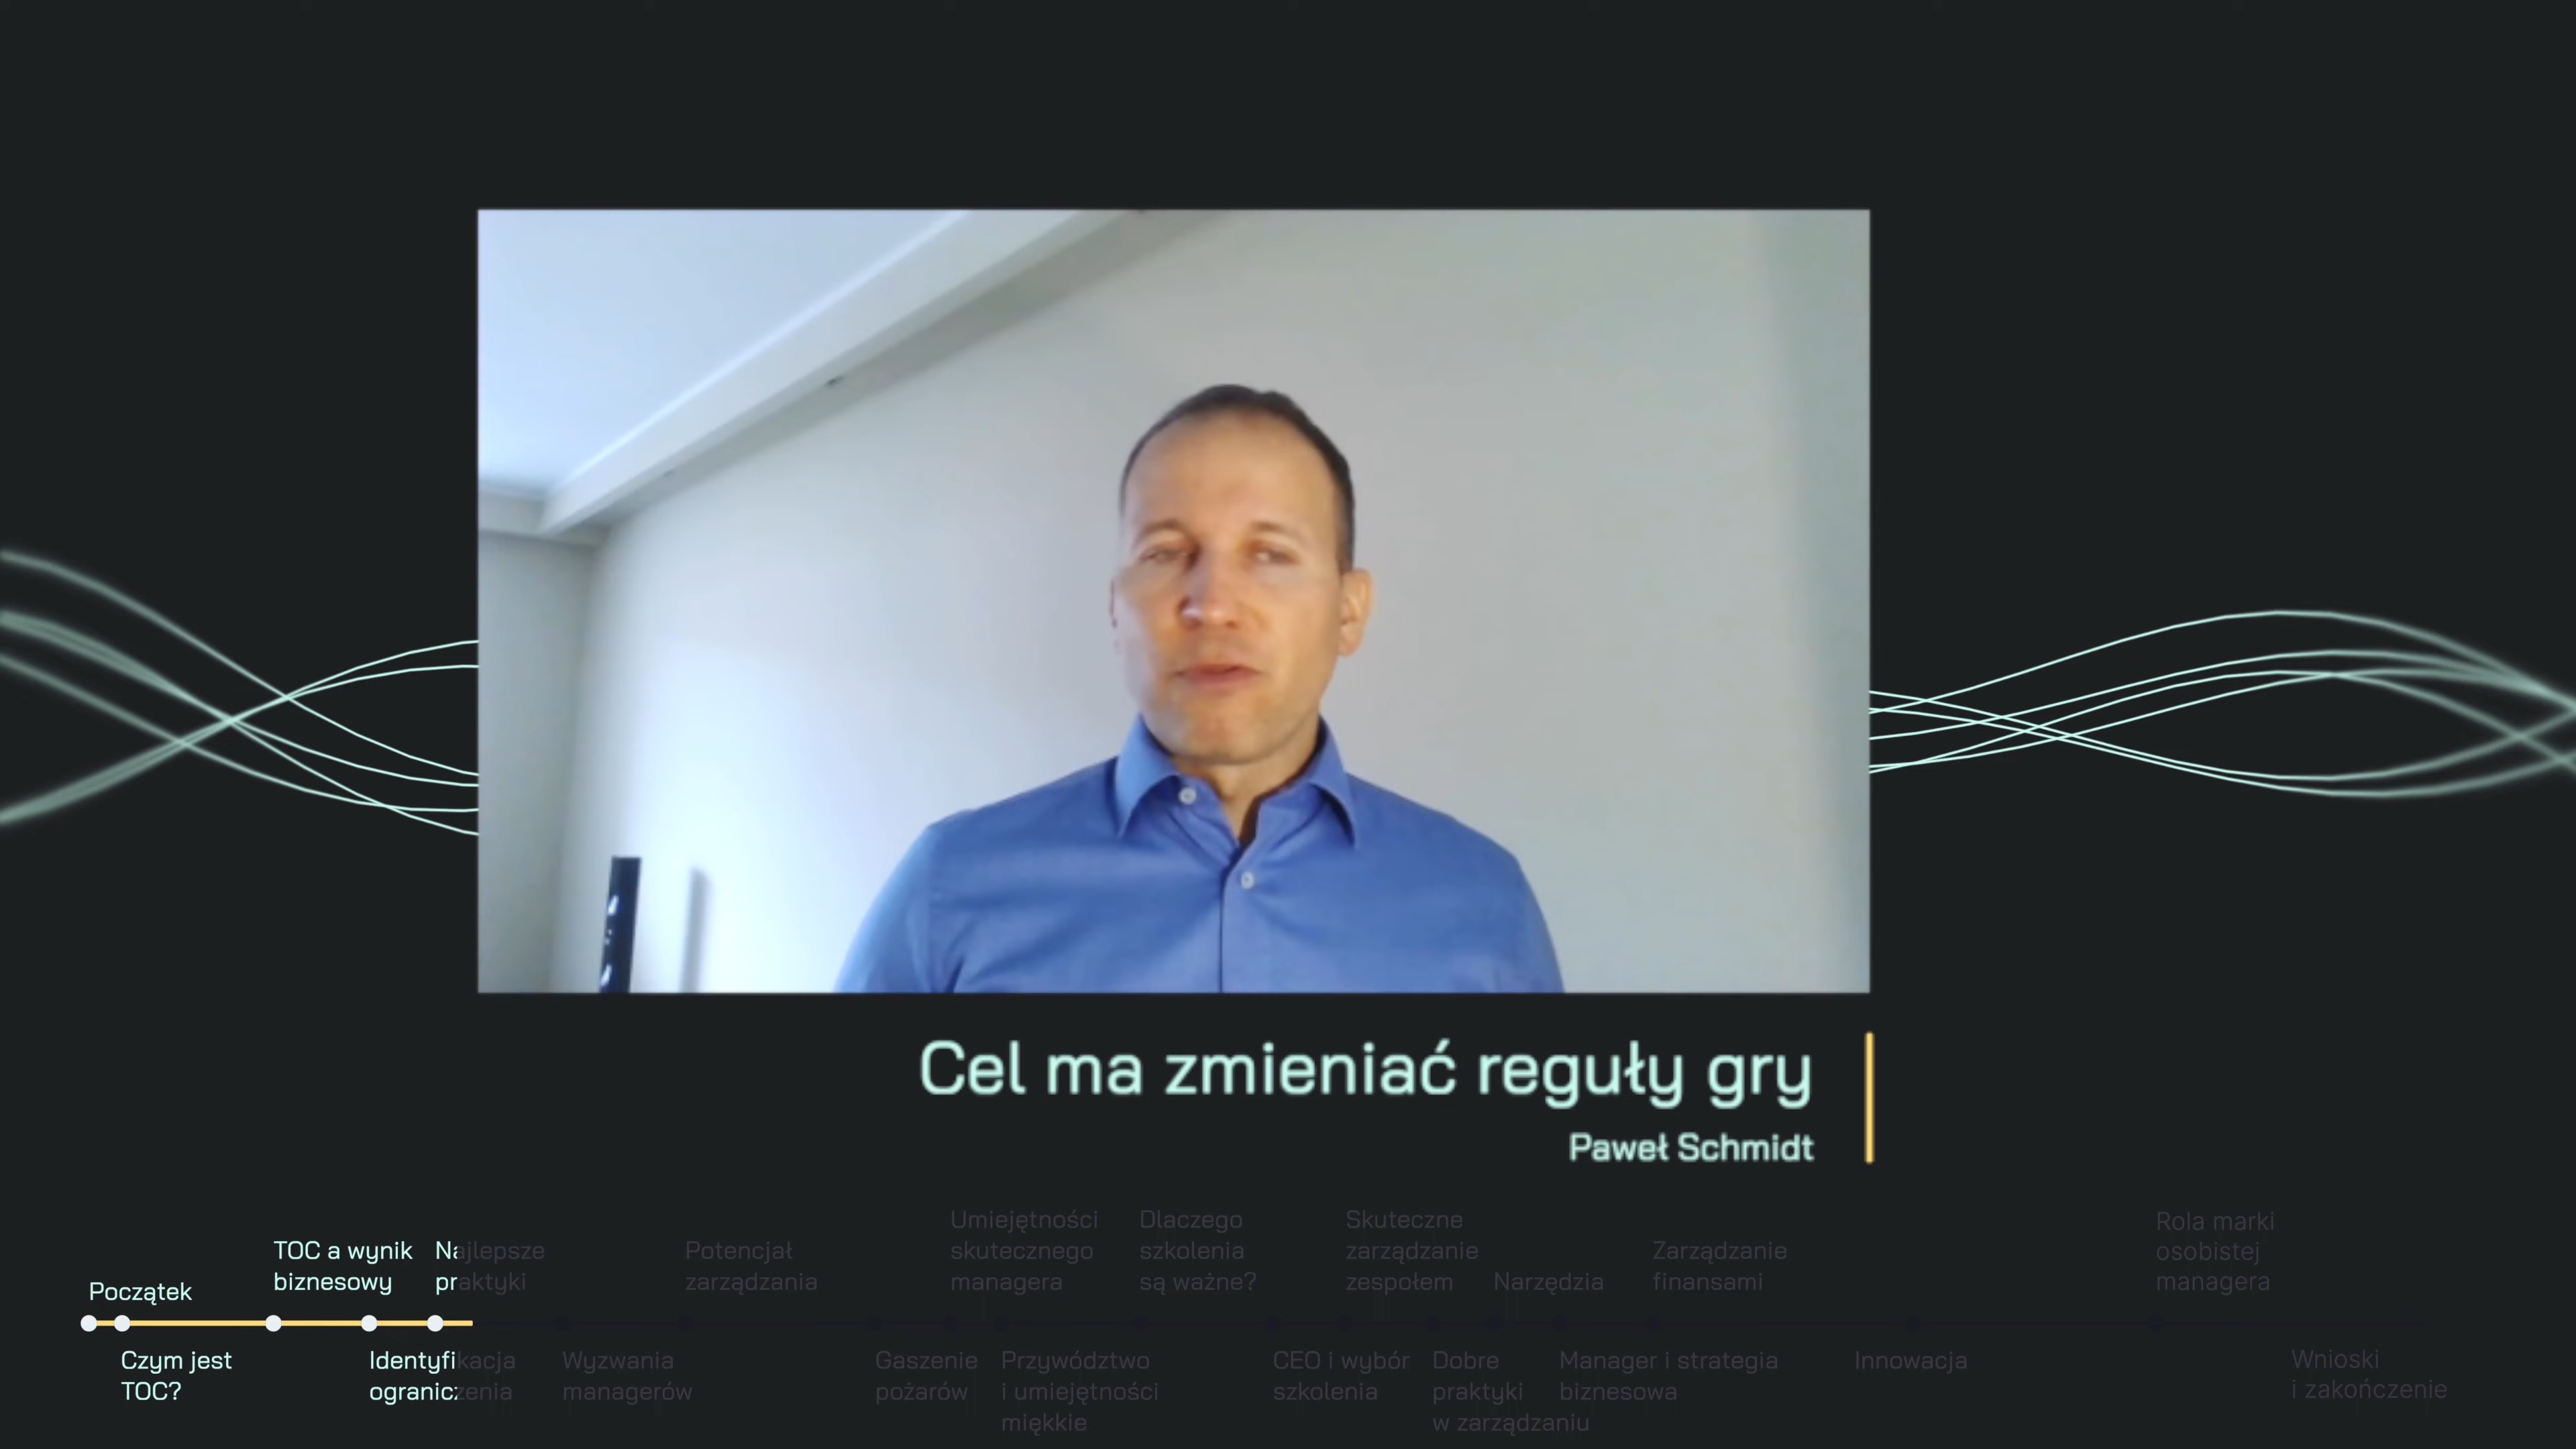 Cel ma zmieniać reguły gry
Paweł Schmidt
Początek
Czym jest
TOC?
TOC a wynik
biznesowy
Identyfikacja
ograniczenia
Najlepsze
praktyki
Wyzwania
managerów
Potencjał
zarządzania
Gaszenie
pożarów
Umiejętności
skutecznego
managera
Przywództwo
i umiejętności
miękkie
Dlaczego
szkolenia
są ważne?
CEO i wybór
szkolenia
Skuteczne
zarządzanie
zespołem
Dobre
praktyki
w zarządzaniu
Narzędzia
Manager i strategia
biznesowa
Zarządzanie
finansami
Innowacja
Rola marki
osobistej
managera
Wnioski
i zakończenie